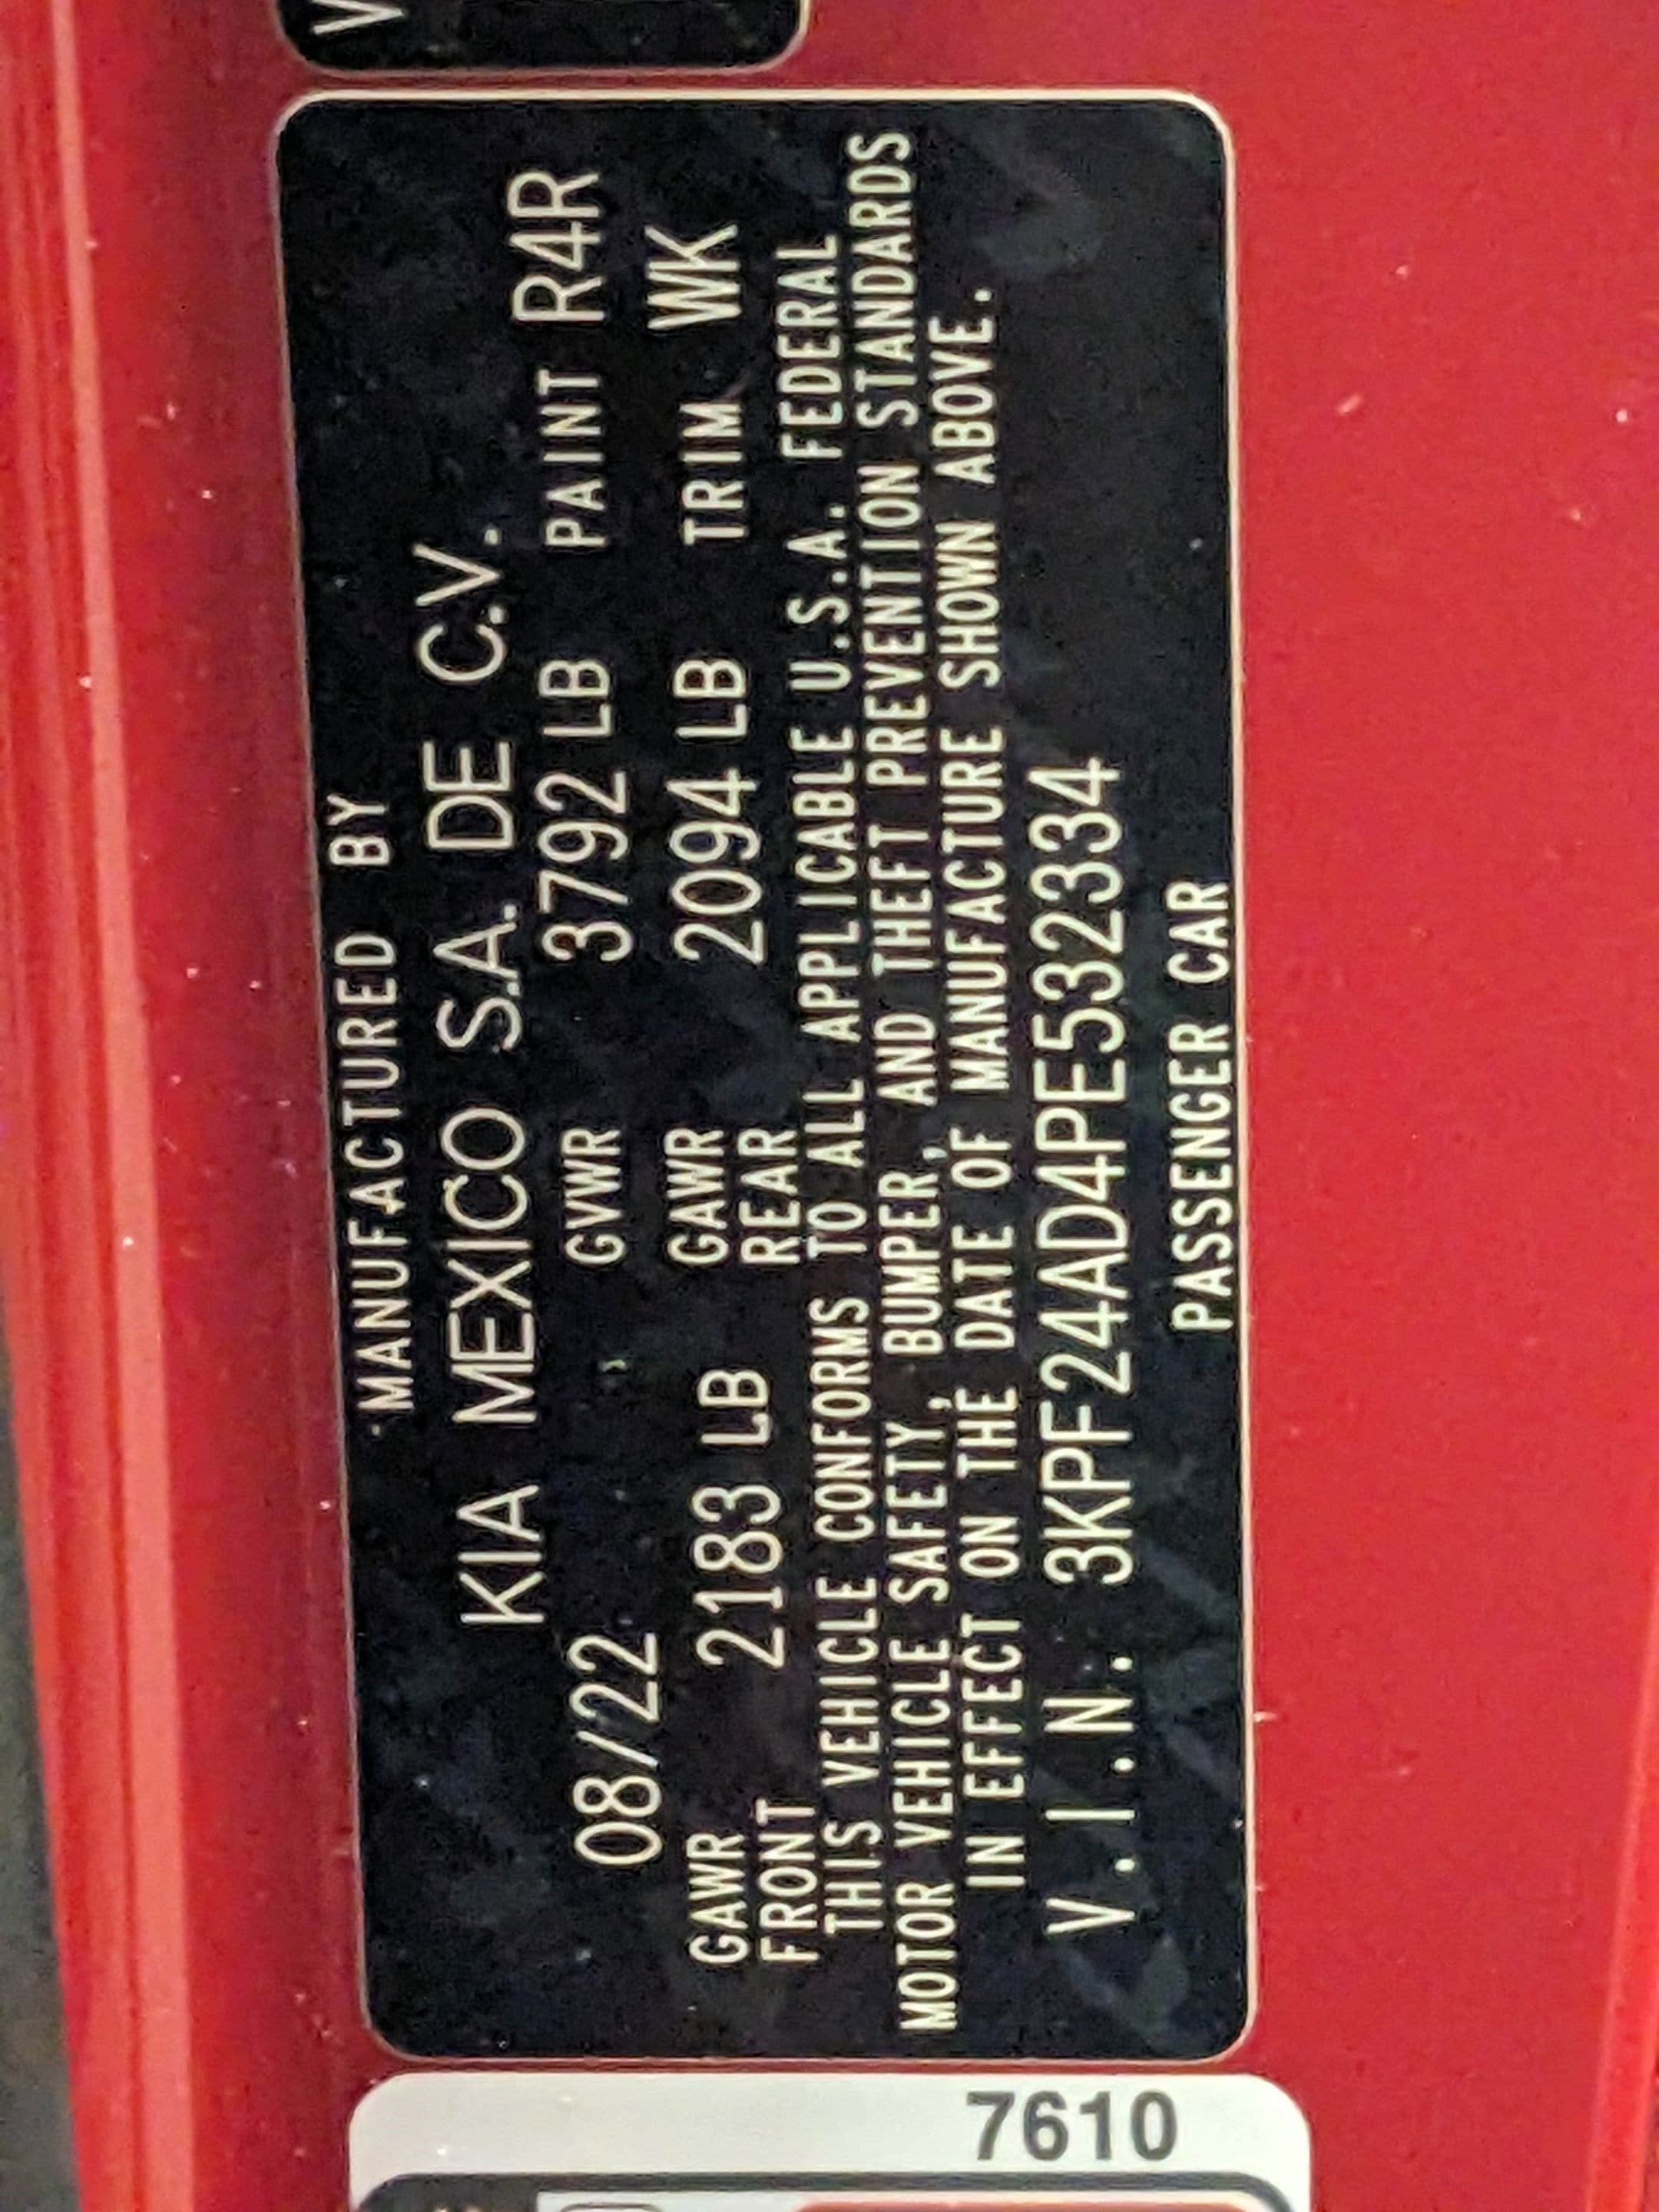 V
MANUFACTURED BY
KIA MEXICO S.A. DE C.V.
08/22 GVWR 3792 LB PAINT R4R
GAWR FRONT 2183 LB GAWR REAR 2094 LB TRIM WK
THIS VEHICLE CONFORMS TO ALL APPLICABLE U.S.A. FEDERAL
MOTOR VEHICLE SAFETY, BUMPER, AND THEFT PREVENTION STANDARDS
IN EFFECT ON THE DATE OF MANUFACTURE SHOWN ABOVE.
V.I.N. 3KPF24AD4PE532334
PASSENGER CAR
7610